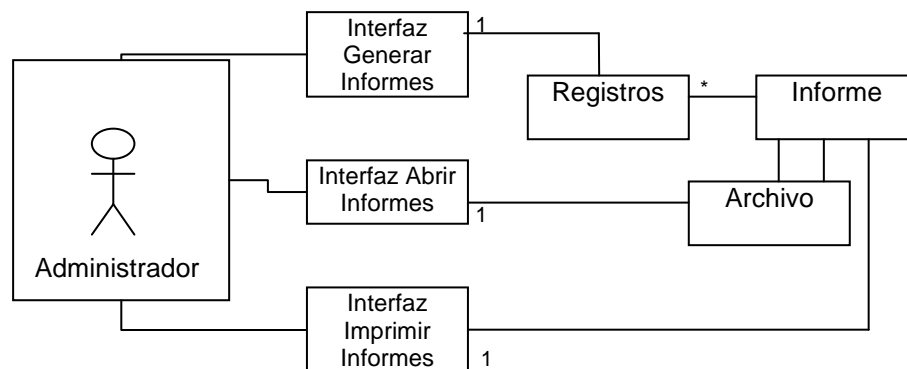 Interfaz
Generar
Informes
1
Registros
*
Informe
Interfaz Abrir
Informes
1
Archivo
Administrador
Interfaz
Imprimir
Informes
1